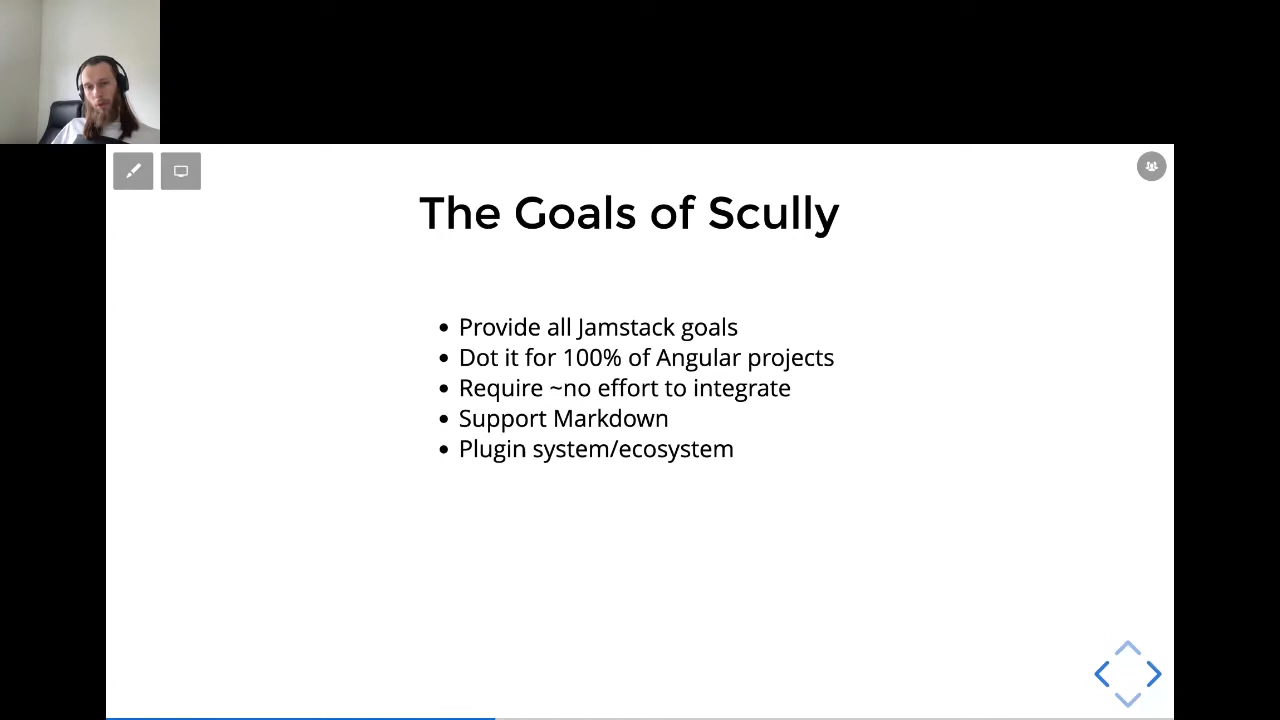 The Goals of Scully
Provide all Jamstack goals
Dot it for 100% of Angular projects
Require ~no effort to integrate
Support Markdown
Plugin system/ecosystem